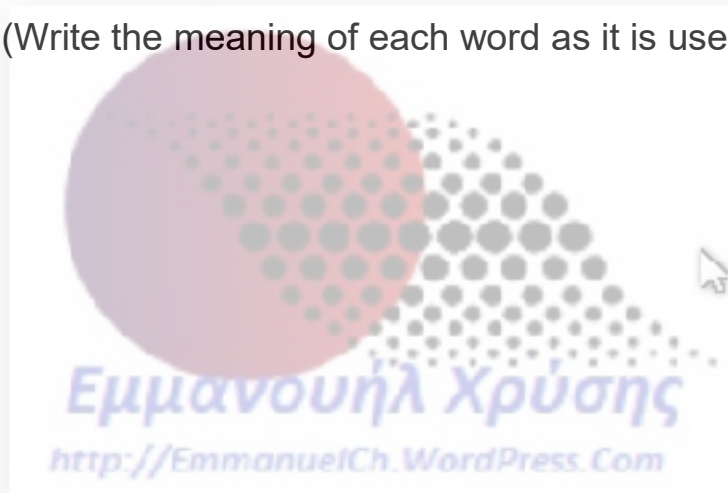 (Write the meaning of each word as it is use
Εμμανουήλ Χρύσης
http://EmmanuelCh.WordPress.Com